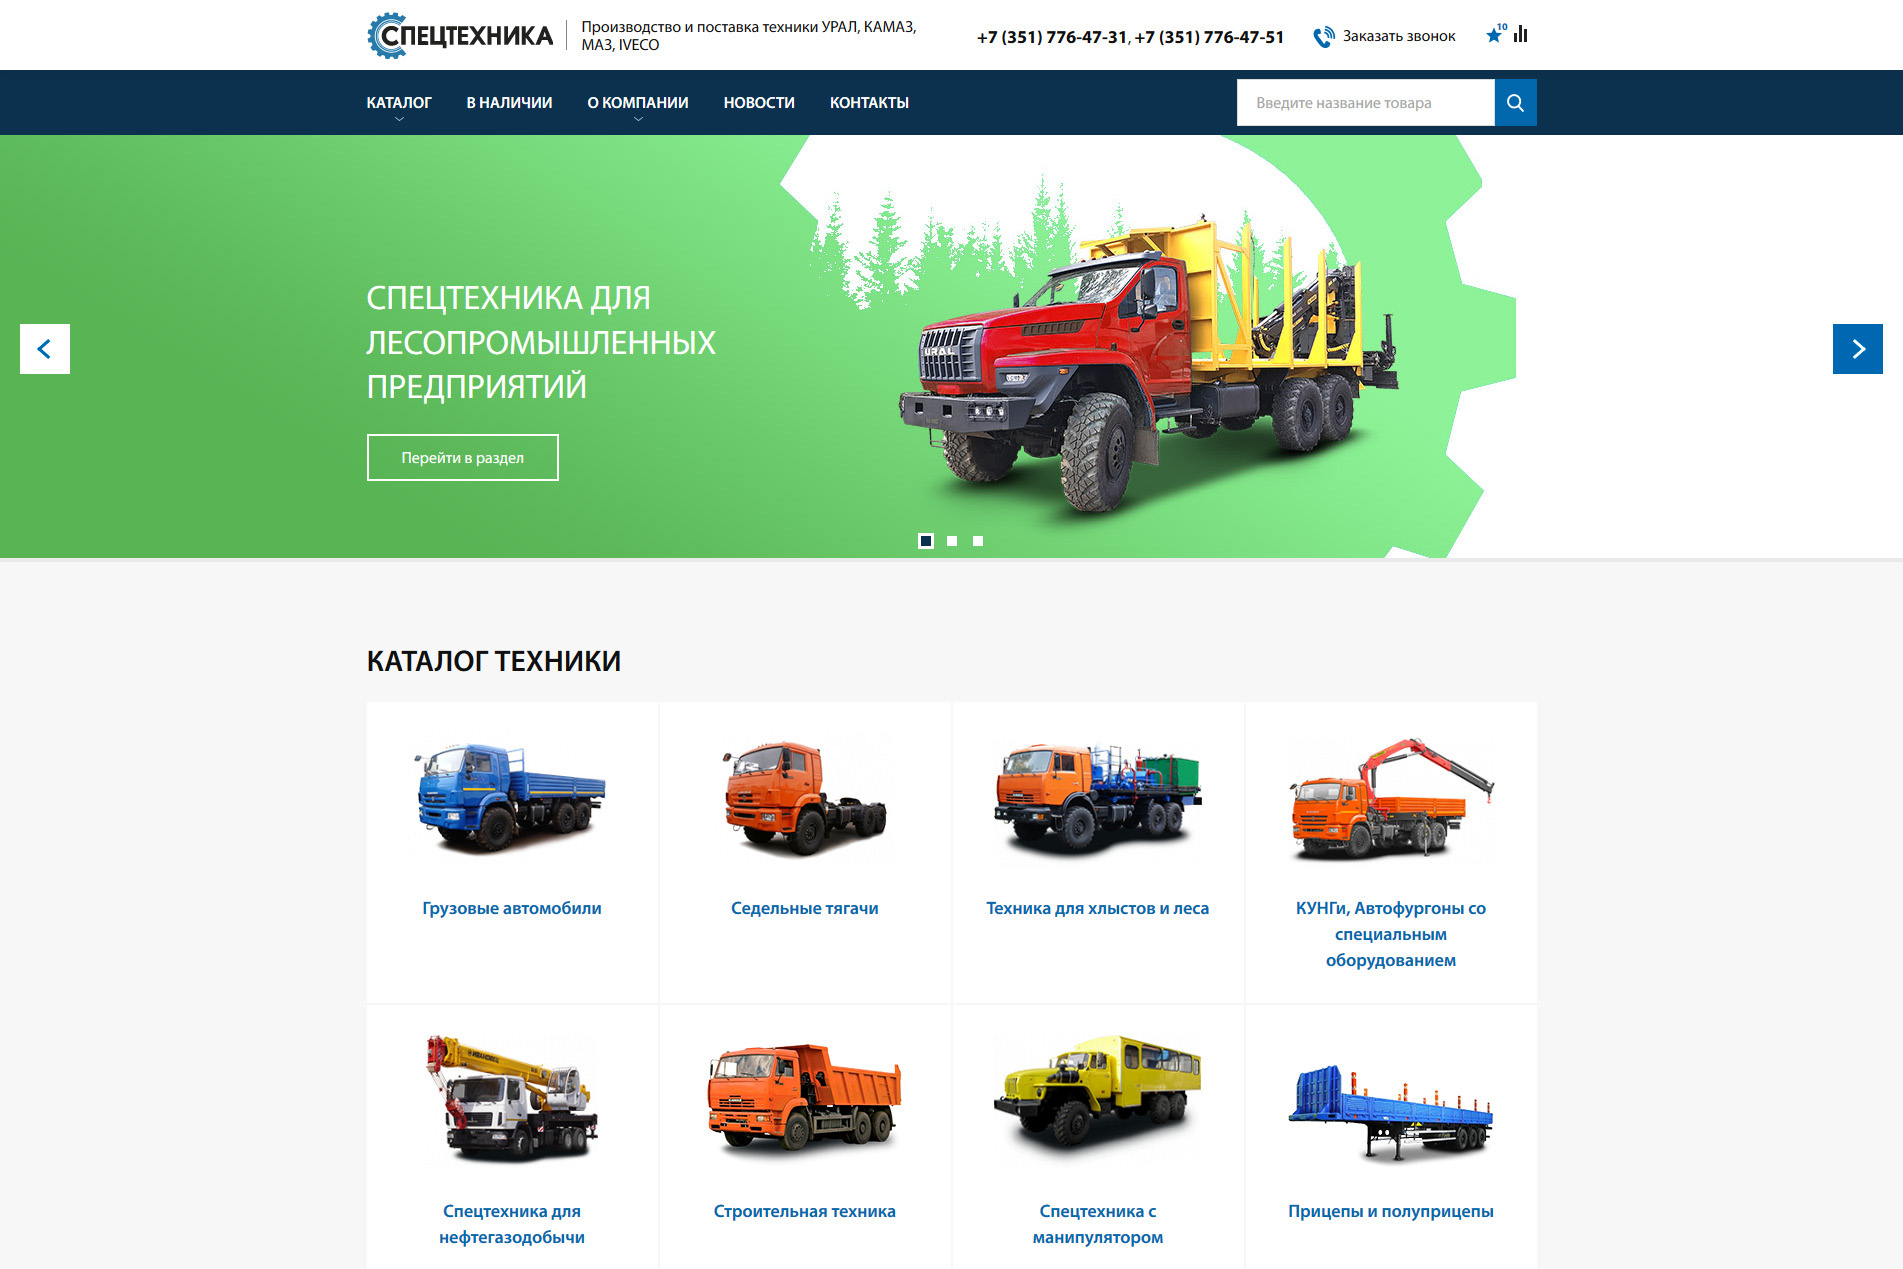 СПЕЦТЕХНИКА
Производство и поставка техники УРАЛ, КАМАЗ,
МАЗ, IVECO
+7 (351) 776-47-31, +7 (351) 776-47-51
Заказать звонок
10
КАТАЛОГ
В НАЛИЧИИ
О КОМПАНИИ
НОВОСТИ
КОНТАКТЫ
Введите название товара
СПЕЦТЕХНИКА ДЛЯ
ЛЕСОПРОМЫШЛЕННЫХ
ПРЕДПРИЯТИЙ
URAL
Перейти в раздел
КАТАЛОГ ТЕХНИКИ
Грузовые автомобили
Седельные тягачи
Техника для хлыстов и леса
КУНГи, Автофургоны со
специальным
оборудованием
ИВАНОВЕЦ
Спецтехника для
нефтегазодобычи
Строительная техника
Спецтехника с
манипулятором
Прицепы и полуприцепы